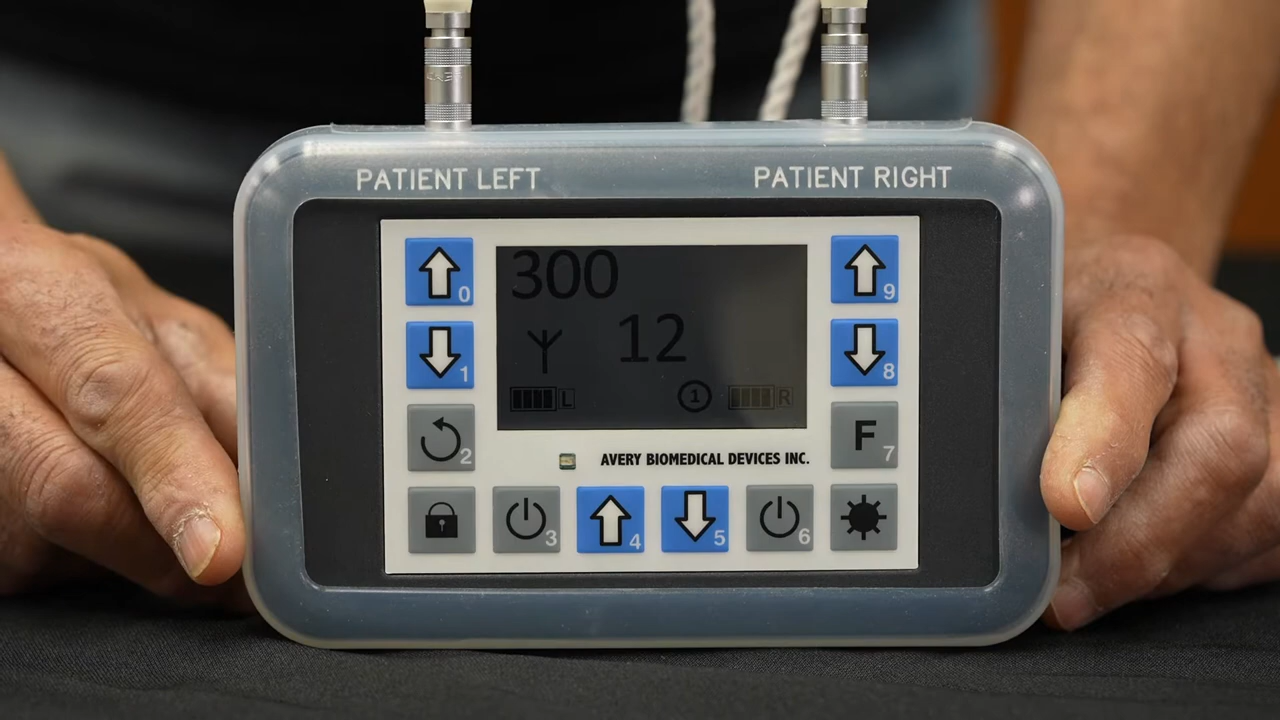 PATIENT LEFT
PATIENT RIGHT
0
9
300
12
1
8
L
1
R
2
F 7
AVERY BIOMEDICAL DEVICES INC.
3
4
5
6